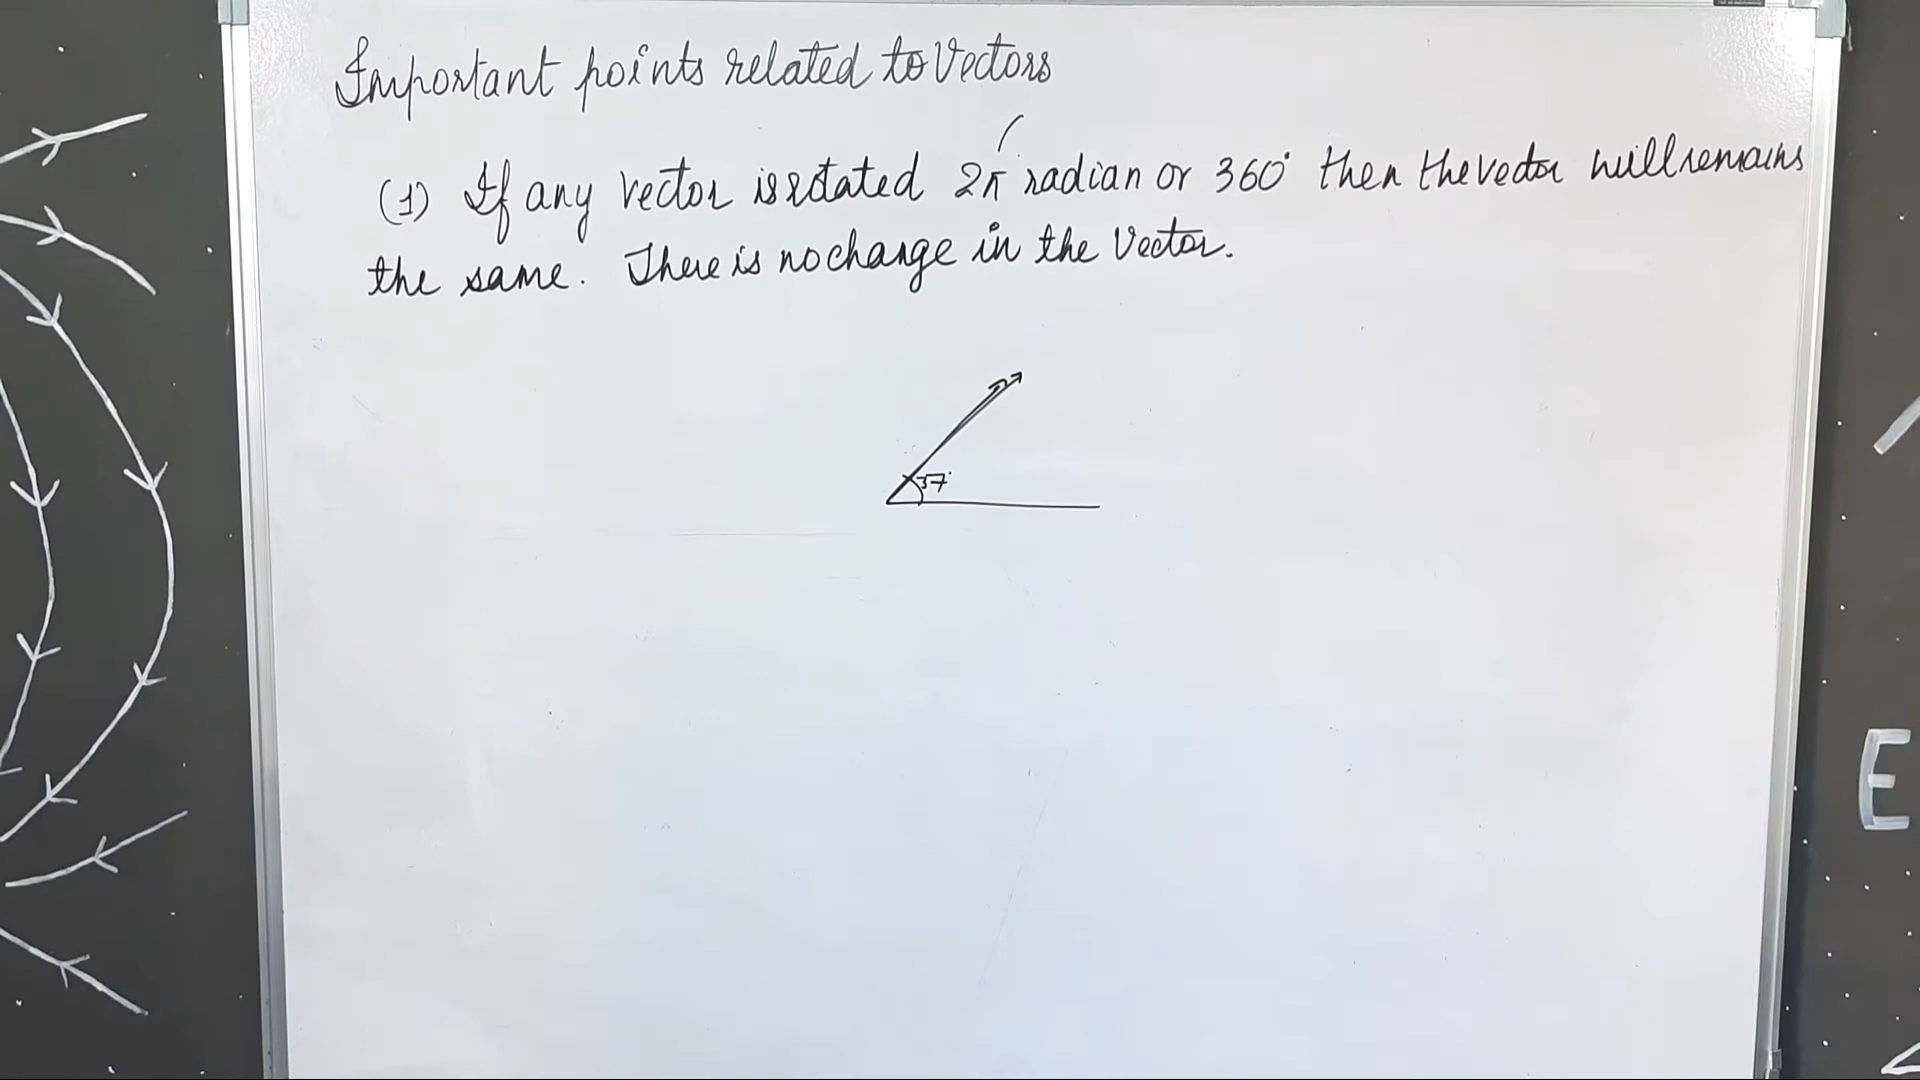 Important points related to Vectors
(1) If any vector is rotated 2π radian or 360° then the vector will remains
the same. There is no change in the Vector.
37°
E